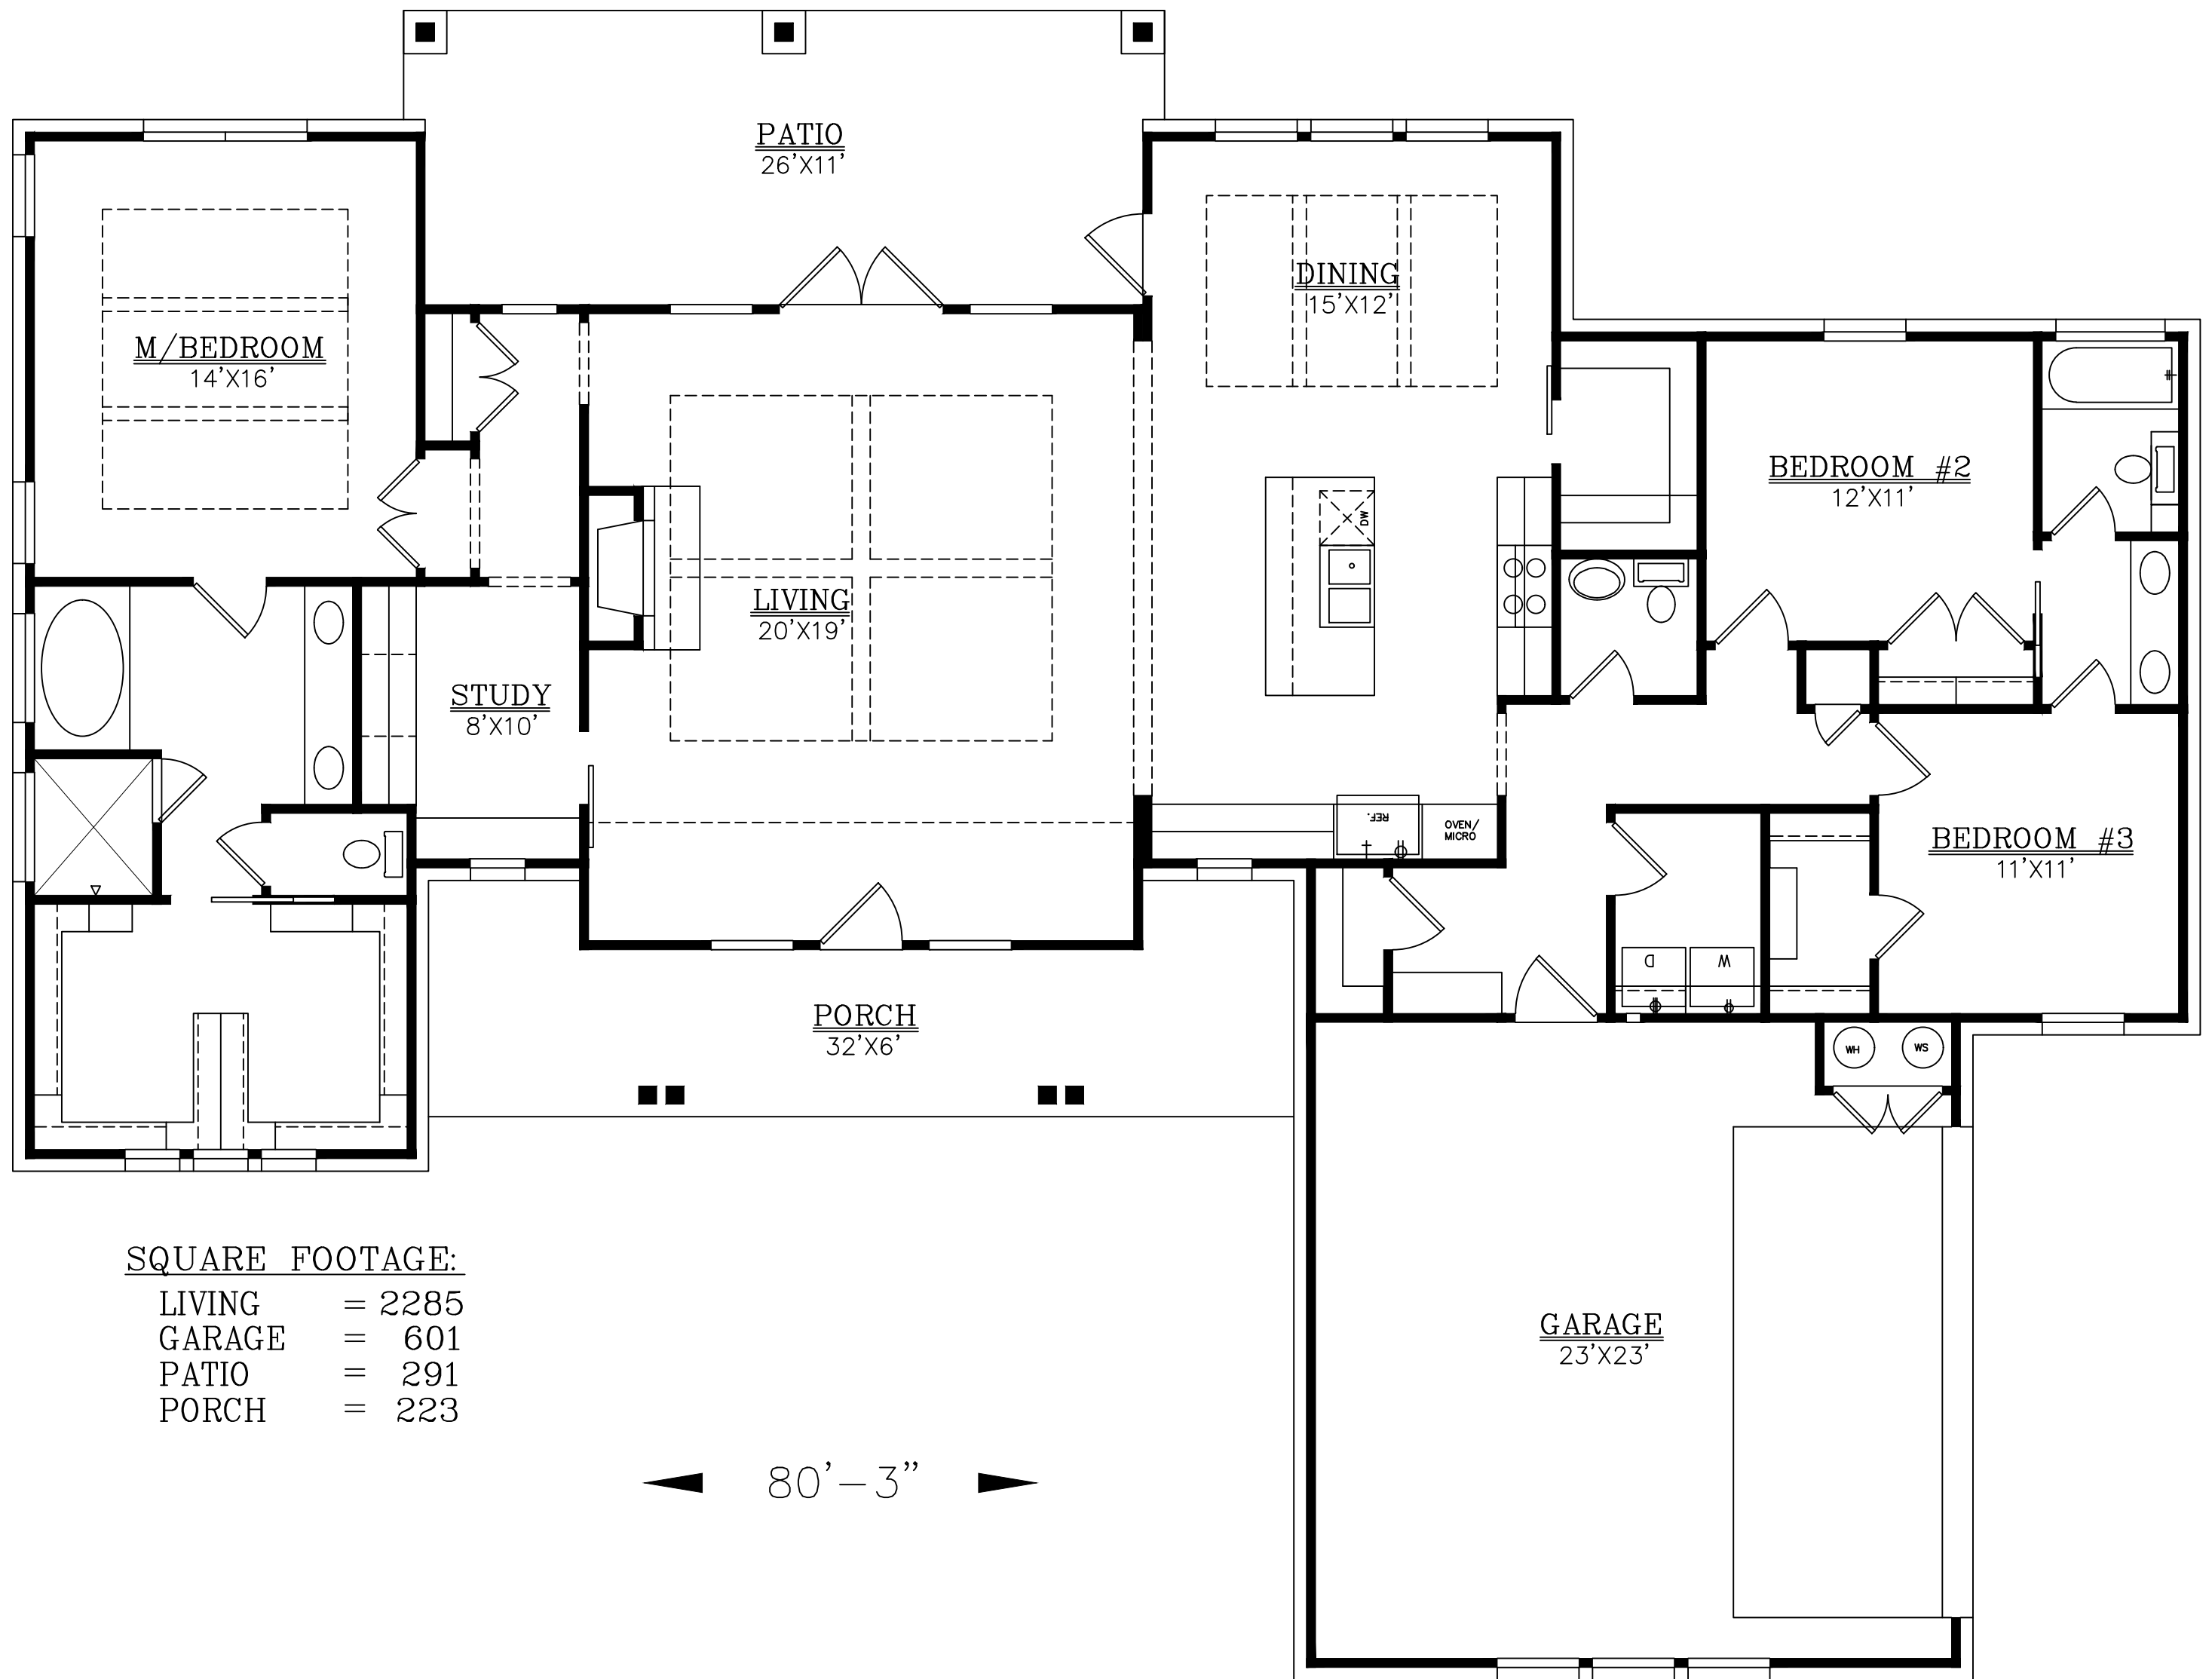 PATIO
26'X11'
DINING
15'X12'
M/BEDROOM
14'X16'
BEDROOM #2
12'X11'
DW
LIVING
20'X19'
STUDY
8'X10'
REF.
OVEN/
MICRO
BEDROOM #3
11'X11'
D
W
PORCH
32'X6'
WH
WS
SQUARE FOOTAGE:
LIVING = 2285
GARAGE = 601
PATIO = 291
PORCH = 223
GARAGE
23'X23'
80'-3"